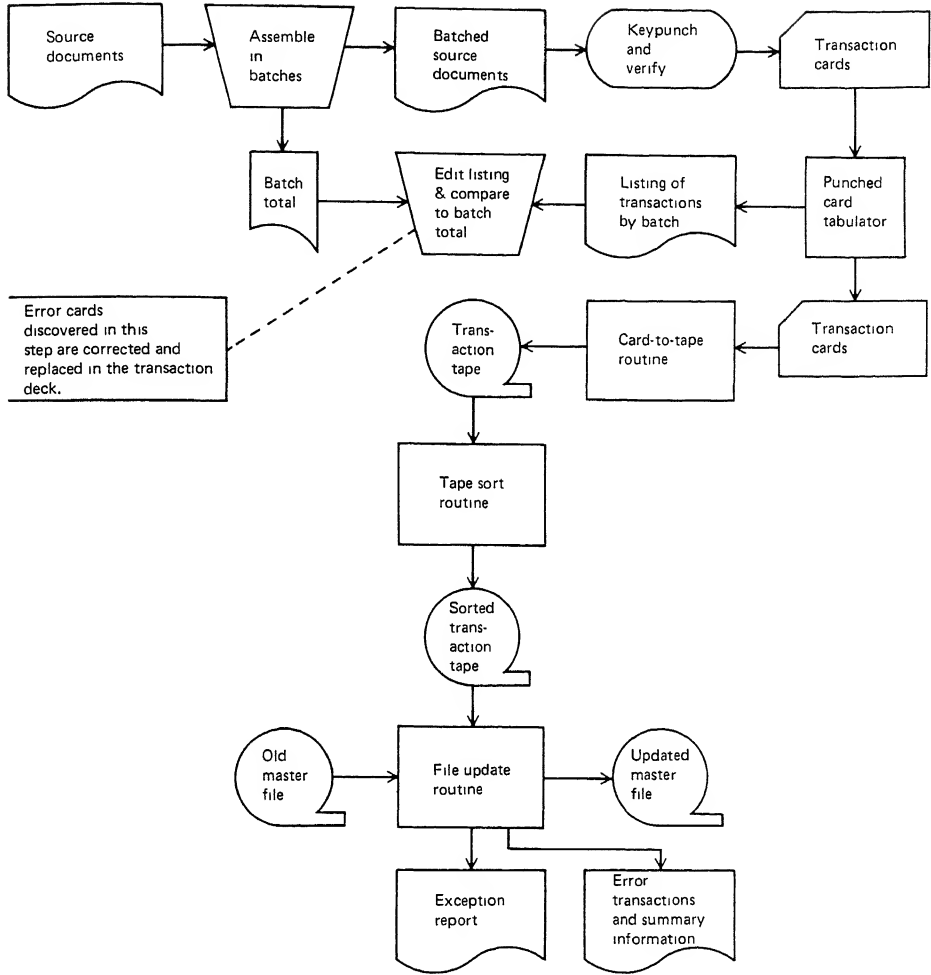 Source
documents
Assemble
in
batches
Batched
source
documents
Keypunch
and
verify
Transaction
cards
Batch
total
Edit listing
& compare
to batch
total
Listing of
transactions
by batch
Punched
card
tabulator
Error cards
discovered in this
step are corrected and
replaced in the transaction
deck.
Trans-
action
tape
Card-to-tape
routine
Transaction
cards
Tape sort
routine
Sorted
trans-
action
tape
Old
master
file
File update
routine
Updated
master
file
Exception
report
Error
transactions
and summary
information